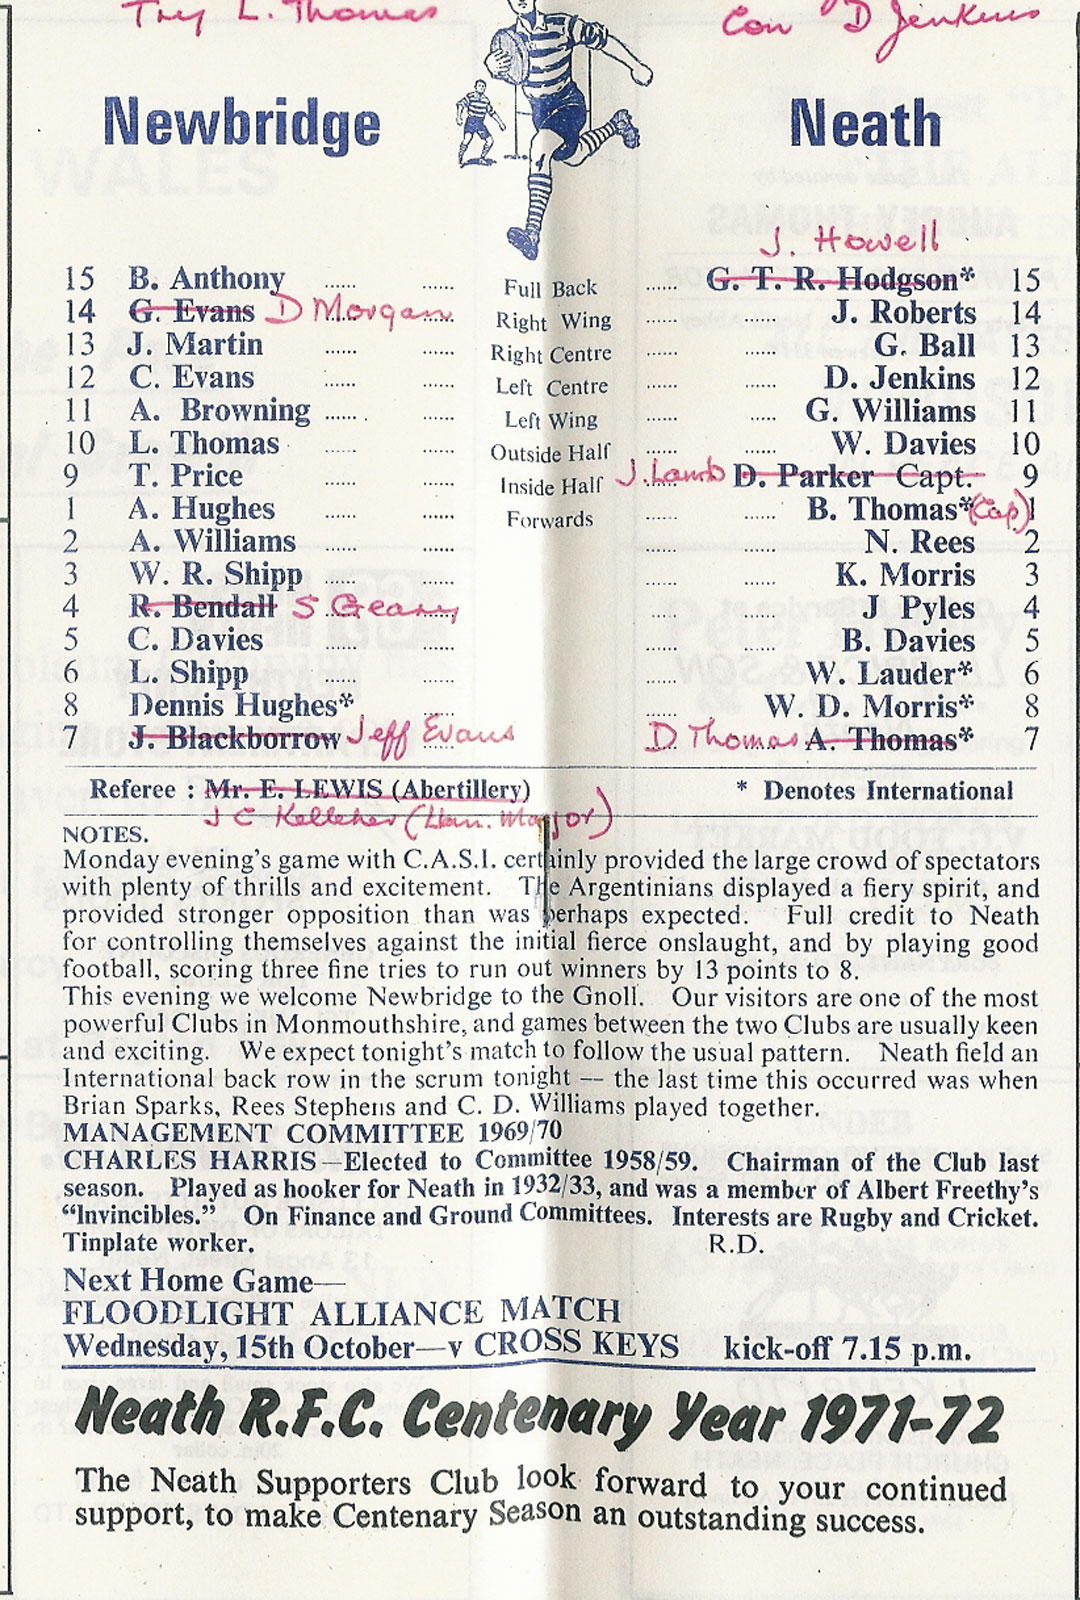 Try L. Thomas Con D Jenkins
Newbridge Neath
J. Howell
15 B. Anthony ...... ...... Full Back ...... G. T. R. Hodgson* 15
14 G. Evans D Morgan ...... ...... Right Wing ...... J. Roberts 14
13 J. Martin ...... ...... Right Centre ...... ...... G. Ball 13
12 C. Evans ...... ...... Left Centre ...... ...... D. Jenkins 12
11 A. Browning ...... ...... Left Wing ...... ...... G. Williams 11
10 L. Thomas ...... ...... Outside Half ...... ...... W. Davies 10
9 T. Price ...... ...... Inside Half J. Lamb ...... D. Parker Capt. 9
1 A. Hughes ...... ...... Forwards ...... ...... B. Thomas* (Cap) 1
2 A. Williams ...... ...... ...... ...... N. Rees 2
3 W. R. Shipp ...... ...... ...... ...... K. Morris 3
4 R. Bendall S Geary ...... ...... J Pyles 4
5 C. Davies ...... ...... ...... ...... B. Davies 5
6 L. Shipp ...... ...... ...... W. Lauder* 6
8 Dennis Hughes* ...... ...... W. D. Morris* 8
7 J. Blackborrow Jeff Evans ...... D Thomas A. Thomas* 7
Referee : Mr. E. LEWIS (Abertillery) * Denotes International
J C Kelleher (Llan. Major)
NOTES.
Monday evening's game with C.A.S.I. certainly provided the large crowd of spectators
with plenty of thrills and excitement. The Argentinians displayed a fiery spirit, and
provided stronger opposition than was perhaps expected. Full credit to Neath
for controlling themselves against the initial fierce onslaught, and by playing good
football, scoring three fine tries to run out winners by 13 points to 8.
This evening we welcome Newbridge to the Gnoll. Our visitors are one of the most
powerful Clubs in Monmouthshire, and games between the two Clubs are usually keen
and exciting. We expect tonight's match to follow the usual pattern. Neath field an
International back row in the scrum tonight — the last time this occurred was when
Brian Sparks, Rees Stephens and C. D. Williams played together.
MANAGEMENT COMMITTEE 1969/70
CHARLES HARRIS—Elected to Committee 1958/59. Chairman of the Club last
season. Played as hooker for Neath in 1932/33, and was a member of Albert Freethy's
"Invincibles." On Finance and Ground Committees. Interests are Rugby and Cricket.
Tinplate worker. R.D.
Next Home Game—
FLOODLIGHT ALLIANCE MATCH
Wednesday, 15th October—v CROSS KEYS kick-off 7.15 p.m.
Neath R.F.C. Centenary Year 1971-72
The Neath Supporters Club look forward to your continued
support, to make Centenary Season an outstanding success.